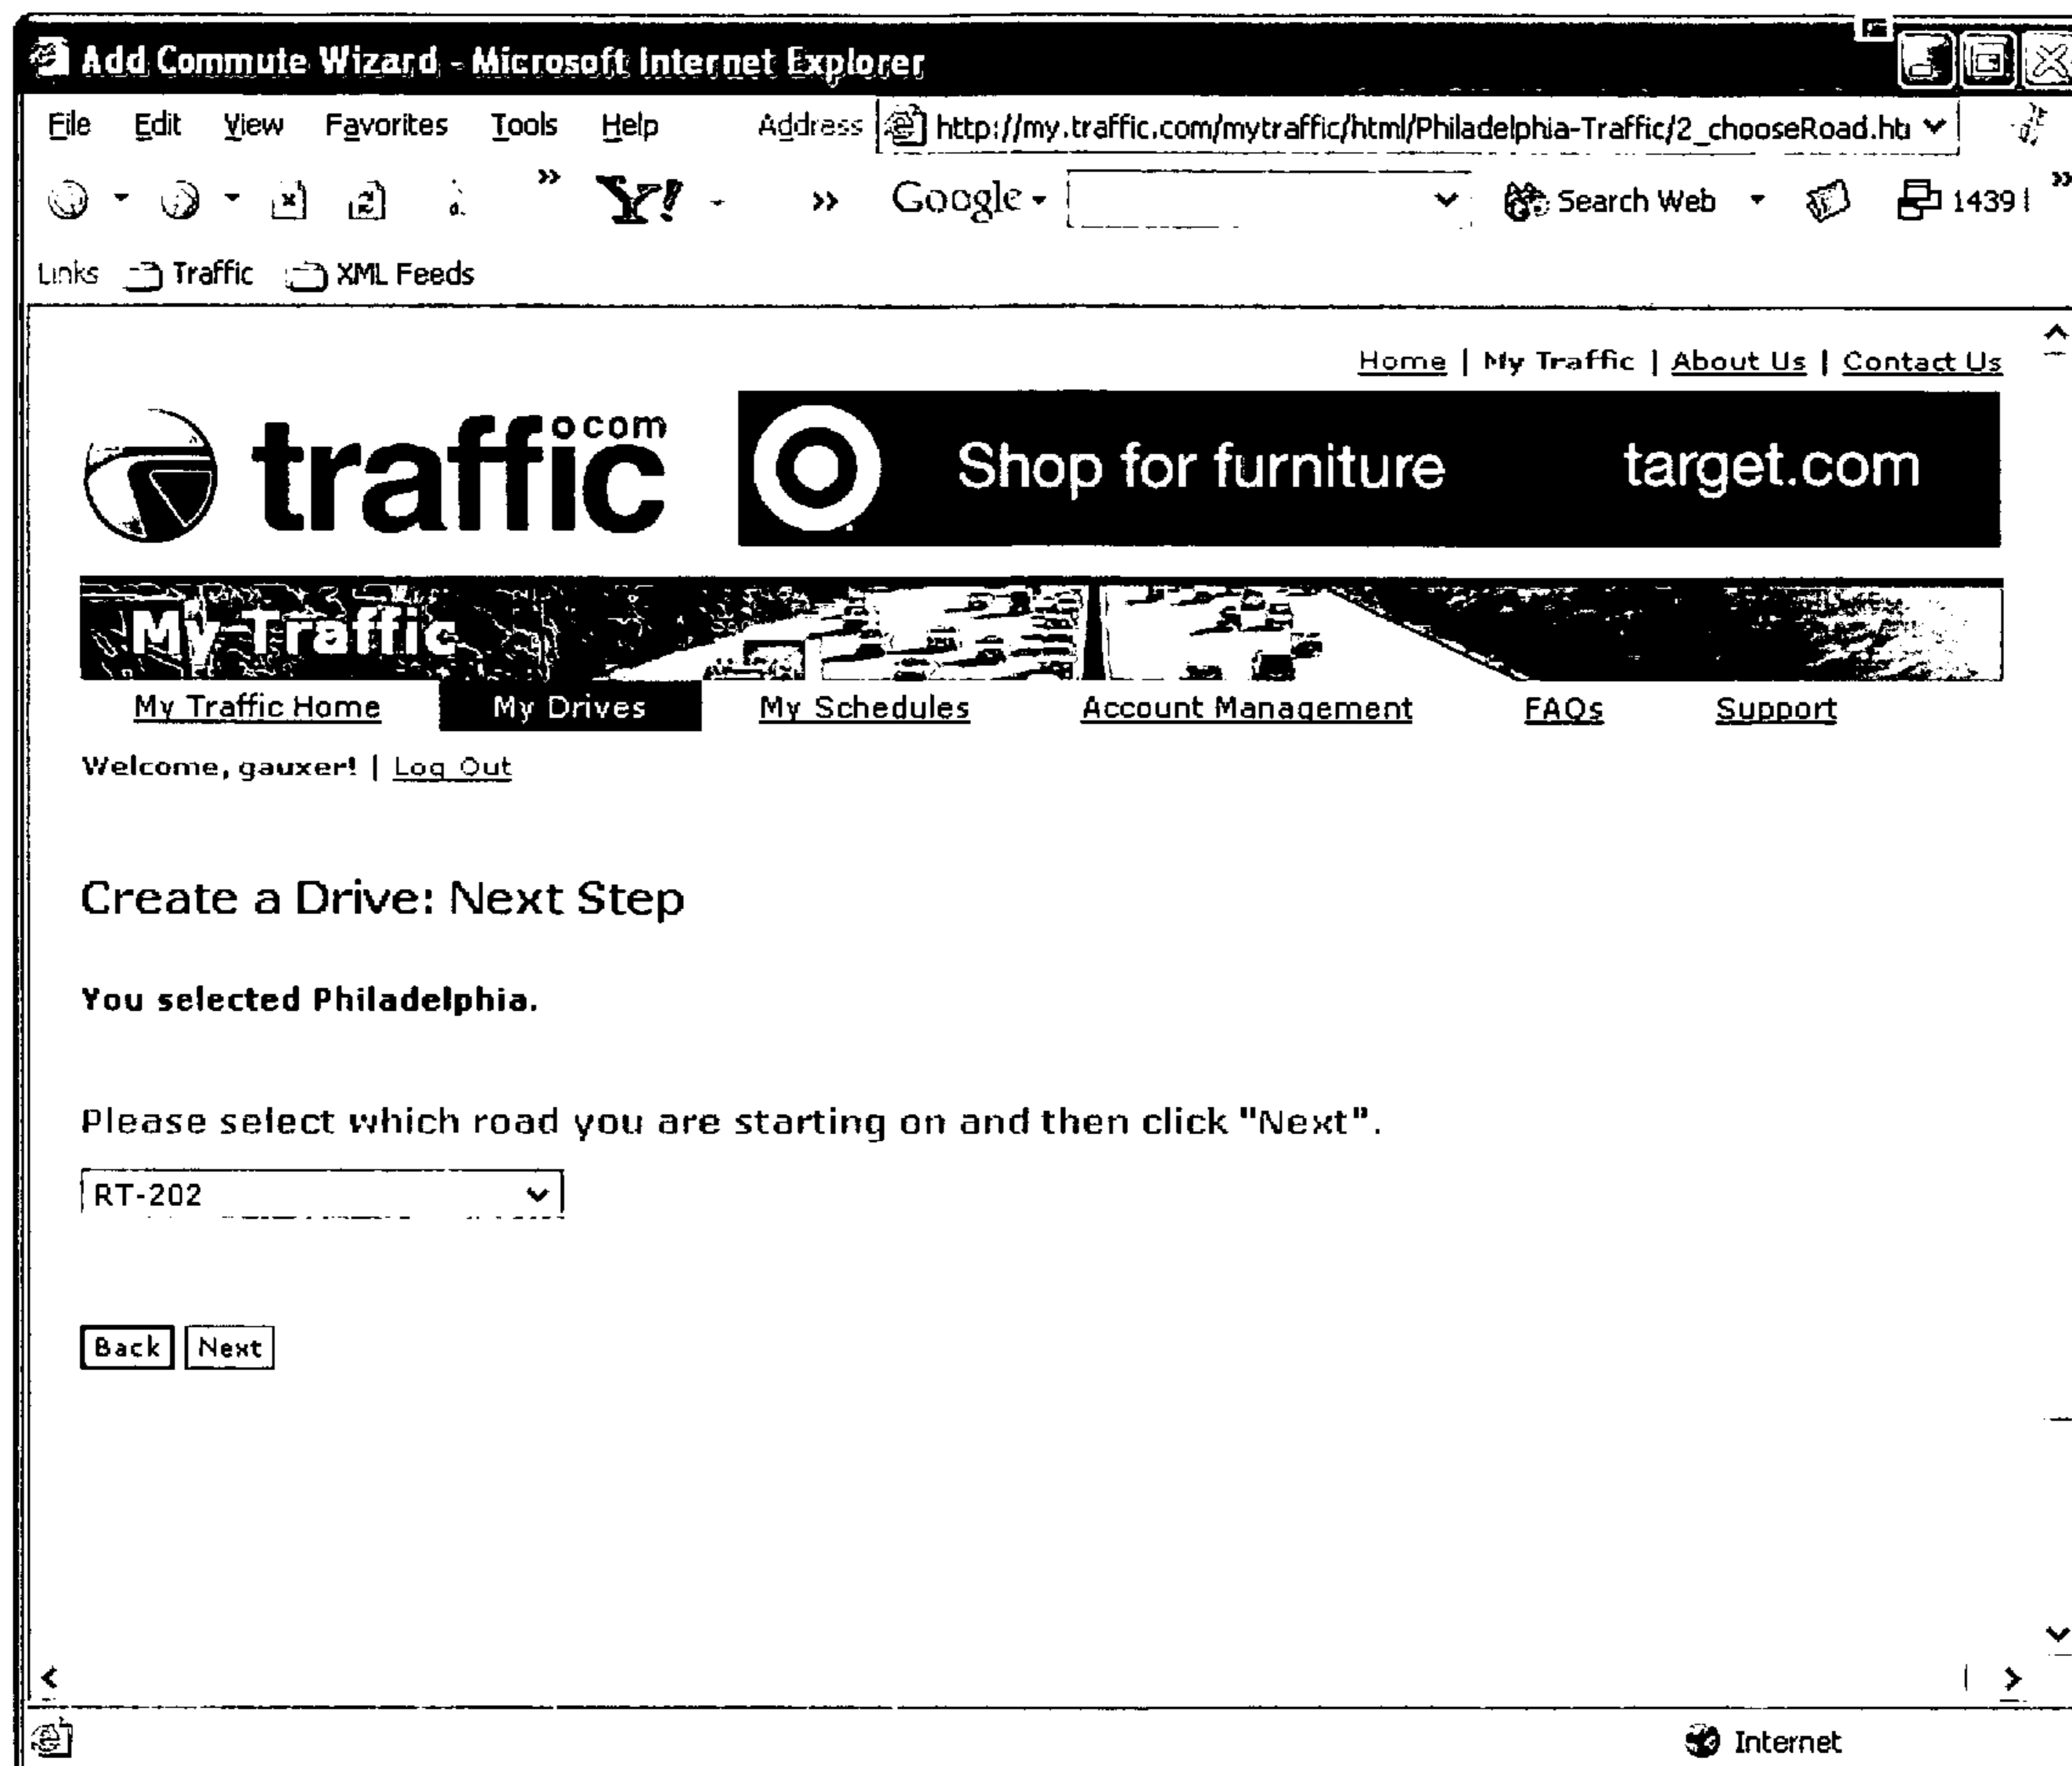 Add Commute Wizard - Microsoft Internet Explorer
File Edit View Favorites Tools Help Address http://my.traffic.com/mytraffic/html/Philadelphia-Traffic/2_chooseRoad.ht
Y! Google Search Web 1439
Links Traffic XML Feeds
Home | My Traffic | About Us | Contact Us
traffic.com
Shop for furniture target.com
My Traffic
My Traffic Home My Drives My Schedules Account Management FAQs Support
Welcome, gauxer! | Log Out
Create a Drive: Next Step
You selected Philadelphia.
Please select which road you are starting on and then click "Next".
RT-202
Back Next
Internet